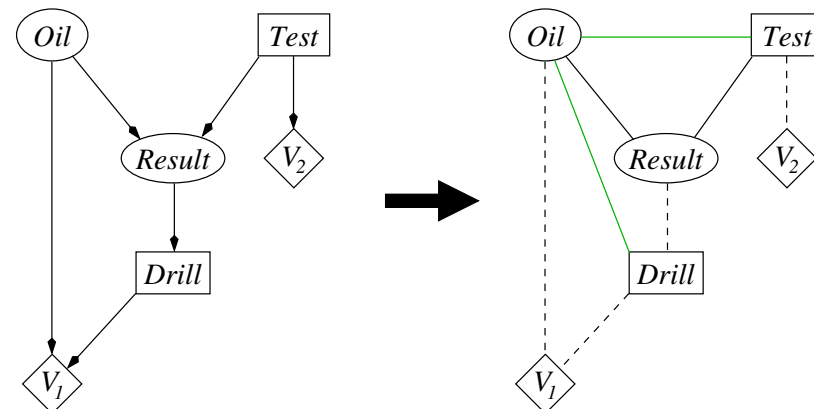 Oil
Test
Result
V2
Drill
V1
Oil
Test
Result
V2
Drill
V1